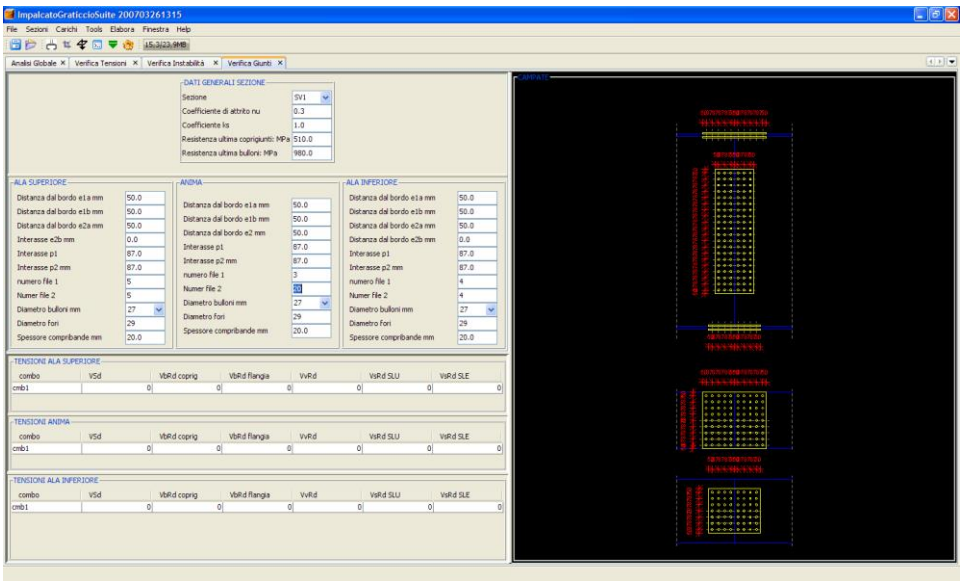 ImpalcatoGraticcioSuite 200703261315
File Sezioni Carichi Tools Elabora Finestra Help
15,3/23,9MB
Analisi Globale Verifica Tensioni Verifica Instabilità Verifica Giunti
DATI GENERALI SEZIONE
Sezione SV1
Coefficiente di attrito nu 0.3
Coefficiente ks 1.0
Resistenza ultima coprigiunti: MPa 510.0
Resistenza ultima bulloni: MPa 980.0
ALA SUPERIORE
Distanza dal bordo e1a mm 50.0
Distanza dal bordo e1b mm 50.0
Distanza dal bordo e2a mm 50.0
Interasse e2b mm 0.0
Interasse p1 87.0
Interasse p2 mm 87.0
numero file 1 5
Numer file 2 5
Diametro bulloni mm 27
Diametro fori 29
Spessore compribande mm 20.0
ANIMA
Distanza dal bordo e1a mm 50.0
Distanza dal bordo e1b mm 50.0
Distanza dal bordo e2 mm 50.0
Interasse p1 87.0
Interasse p2 mm 87.0
numero file 1 3
Numer file 2 20
Diametro bulloni mm 27
Diametro fori 29
Spessore compribande mm 20.0
ALA INFERIORE
Distanza dal bordo e1a mm 50.0
Distanza dal bordo e1b mm 50.0
Distanza dal bordo e2a mm 50.0
Distanza dal bordo e2b mm 0.0
Interasse p1 87.0
Interasse p2 mm 87.0
numero file 1 4
Numer file 2 4
Diametro bulloni mm 27
Diametro fori 29
Spessore compribande mm 20.0
TENSIONI ALA SUPERIORE
combo VSd VbRd coprig VbRd flangia VvRd VsRd SLU VsRd SLE
cmb1 0 0 0 0 0 0
TENSIONI ANIMA
combo VSd VbRd coprig VbRd flangia VvRd VsRd SLU VsRd SLE
cmb1 0 0 0 0 0 0
TENSIONI ALA INFERIORE
combo VSd VbRd coprig VbRd flangia VvRd VsRd SLU VsRd SLE
cmb1 0 0 0 0 0 0
CAMPATE